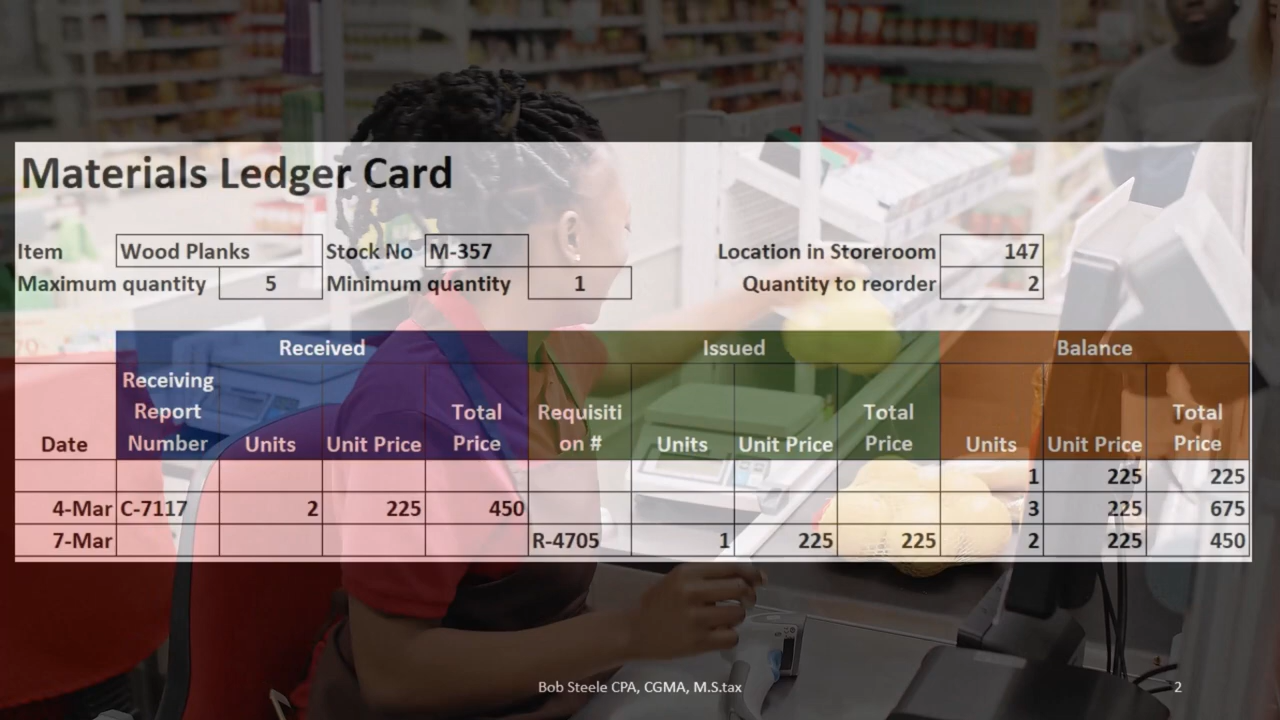 Materials Ledger Card
Item Wood Planks Stock No M-357 Location in Storeroom 147
Maximum quantity 5 Minimum quantity 1 Quantity to reorder 2
Received Issued Balance
Date Receiving Report Number Units Unit Price Total Price Requisiti on # Units Unit Price Total Price Units Unit Price Total Price
1 225 225
4-Mar C-7117 2 225 450 3 225 675
7-Mar R-4705 1 225 225 2 225 450
Bob Steele CPA, CGMA, M.S.tax 2